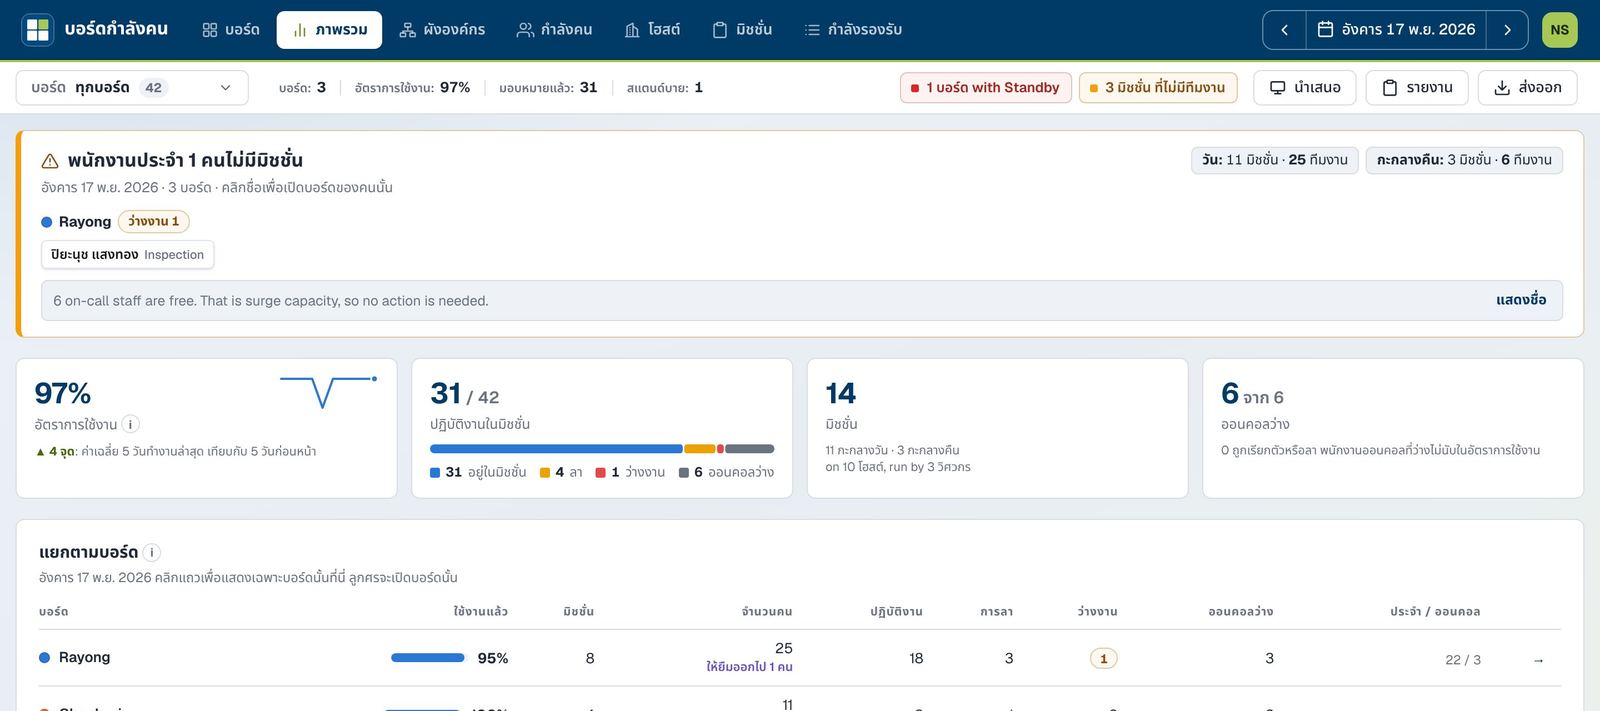 บอร์ดกำลังคน บอร์ด ภาพรวม ผังองค์กร กำลังคน โฮสต์ มิชชั่น กำลังรองรับ อังคาร 17 พ.ย. 2026 NS
บอร์ด ทุกบอร์ด 42 บอร์ด: 3 อัตราการใช้งาน: 97% มอบหมายแล้ว: 31 สแตนด์บาย: 1 1 บอร์ด with Standby 3 มิชชั่น ที่ไม่มีทีมงาน นำเสนอ รายงาน ส่งออก
พนักงานประจำ 1 คนไม่มีมิชชั่น วัน: 11 มิชชั่น · 25 ทีมงาน กะกลางคืน: 3 มิชชั่น · 6 ทีมงาน
อังคาร 17 พ.ย. 2026 · 3 บอร์ด · คลิกชื่อเพื่อเปิดบอร์ดของคนนั้น
Rayong ว่างงาน 1
ปิยะนุช แสงทอง Inspection
6 on-call staff are free. That is surge capacity, so no action is needed. แสดงชื่อ
97%
อัตราการใช้งาน i
▲ 4 จุด: ค่าเฉลี่ย 5 วันทำงานล่าสุด เทียบกับ 5 วันก่อนหน้า
31 / 42
ปฏิบัติงานในมิชชั่น
31 อยู่ในมิชชั่น 4 ลา 1 ว่างงาน 6 ออนคอลว่าง
14
มิชชั่น
11 กะกลางวัน · 3 กะกลางคืน
on 10 โฮสต์, run by 3 วิศวกร
6 จาก 6
ออนคอลว่าง
0 ถูกเรียกตัวหรือลา พนักงานออนคอลที่ว่างไม่นับในอัตราการใช้งาน
แยกตามบอร์ด i
อังคาร 17 พ.ย. 2026 คลิกแถวเพื่อแสดงเฉพาะบอร์ดนั้นที่นี่ ลูกศรจะเปิดบอร์ดนั้น
บอร์ด ใช้งานแล้ว มิชชั่น จำนวนคน ปฏิบัติงาน การลา ว่างงาน ออนคอลว่าง ประจำ / ออนคอล
Rayong 95% 8 25 18 3 1 3 22 / 3 →
ให้ยืมออกไป 1 คน
11